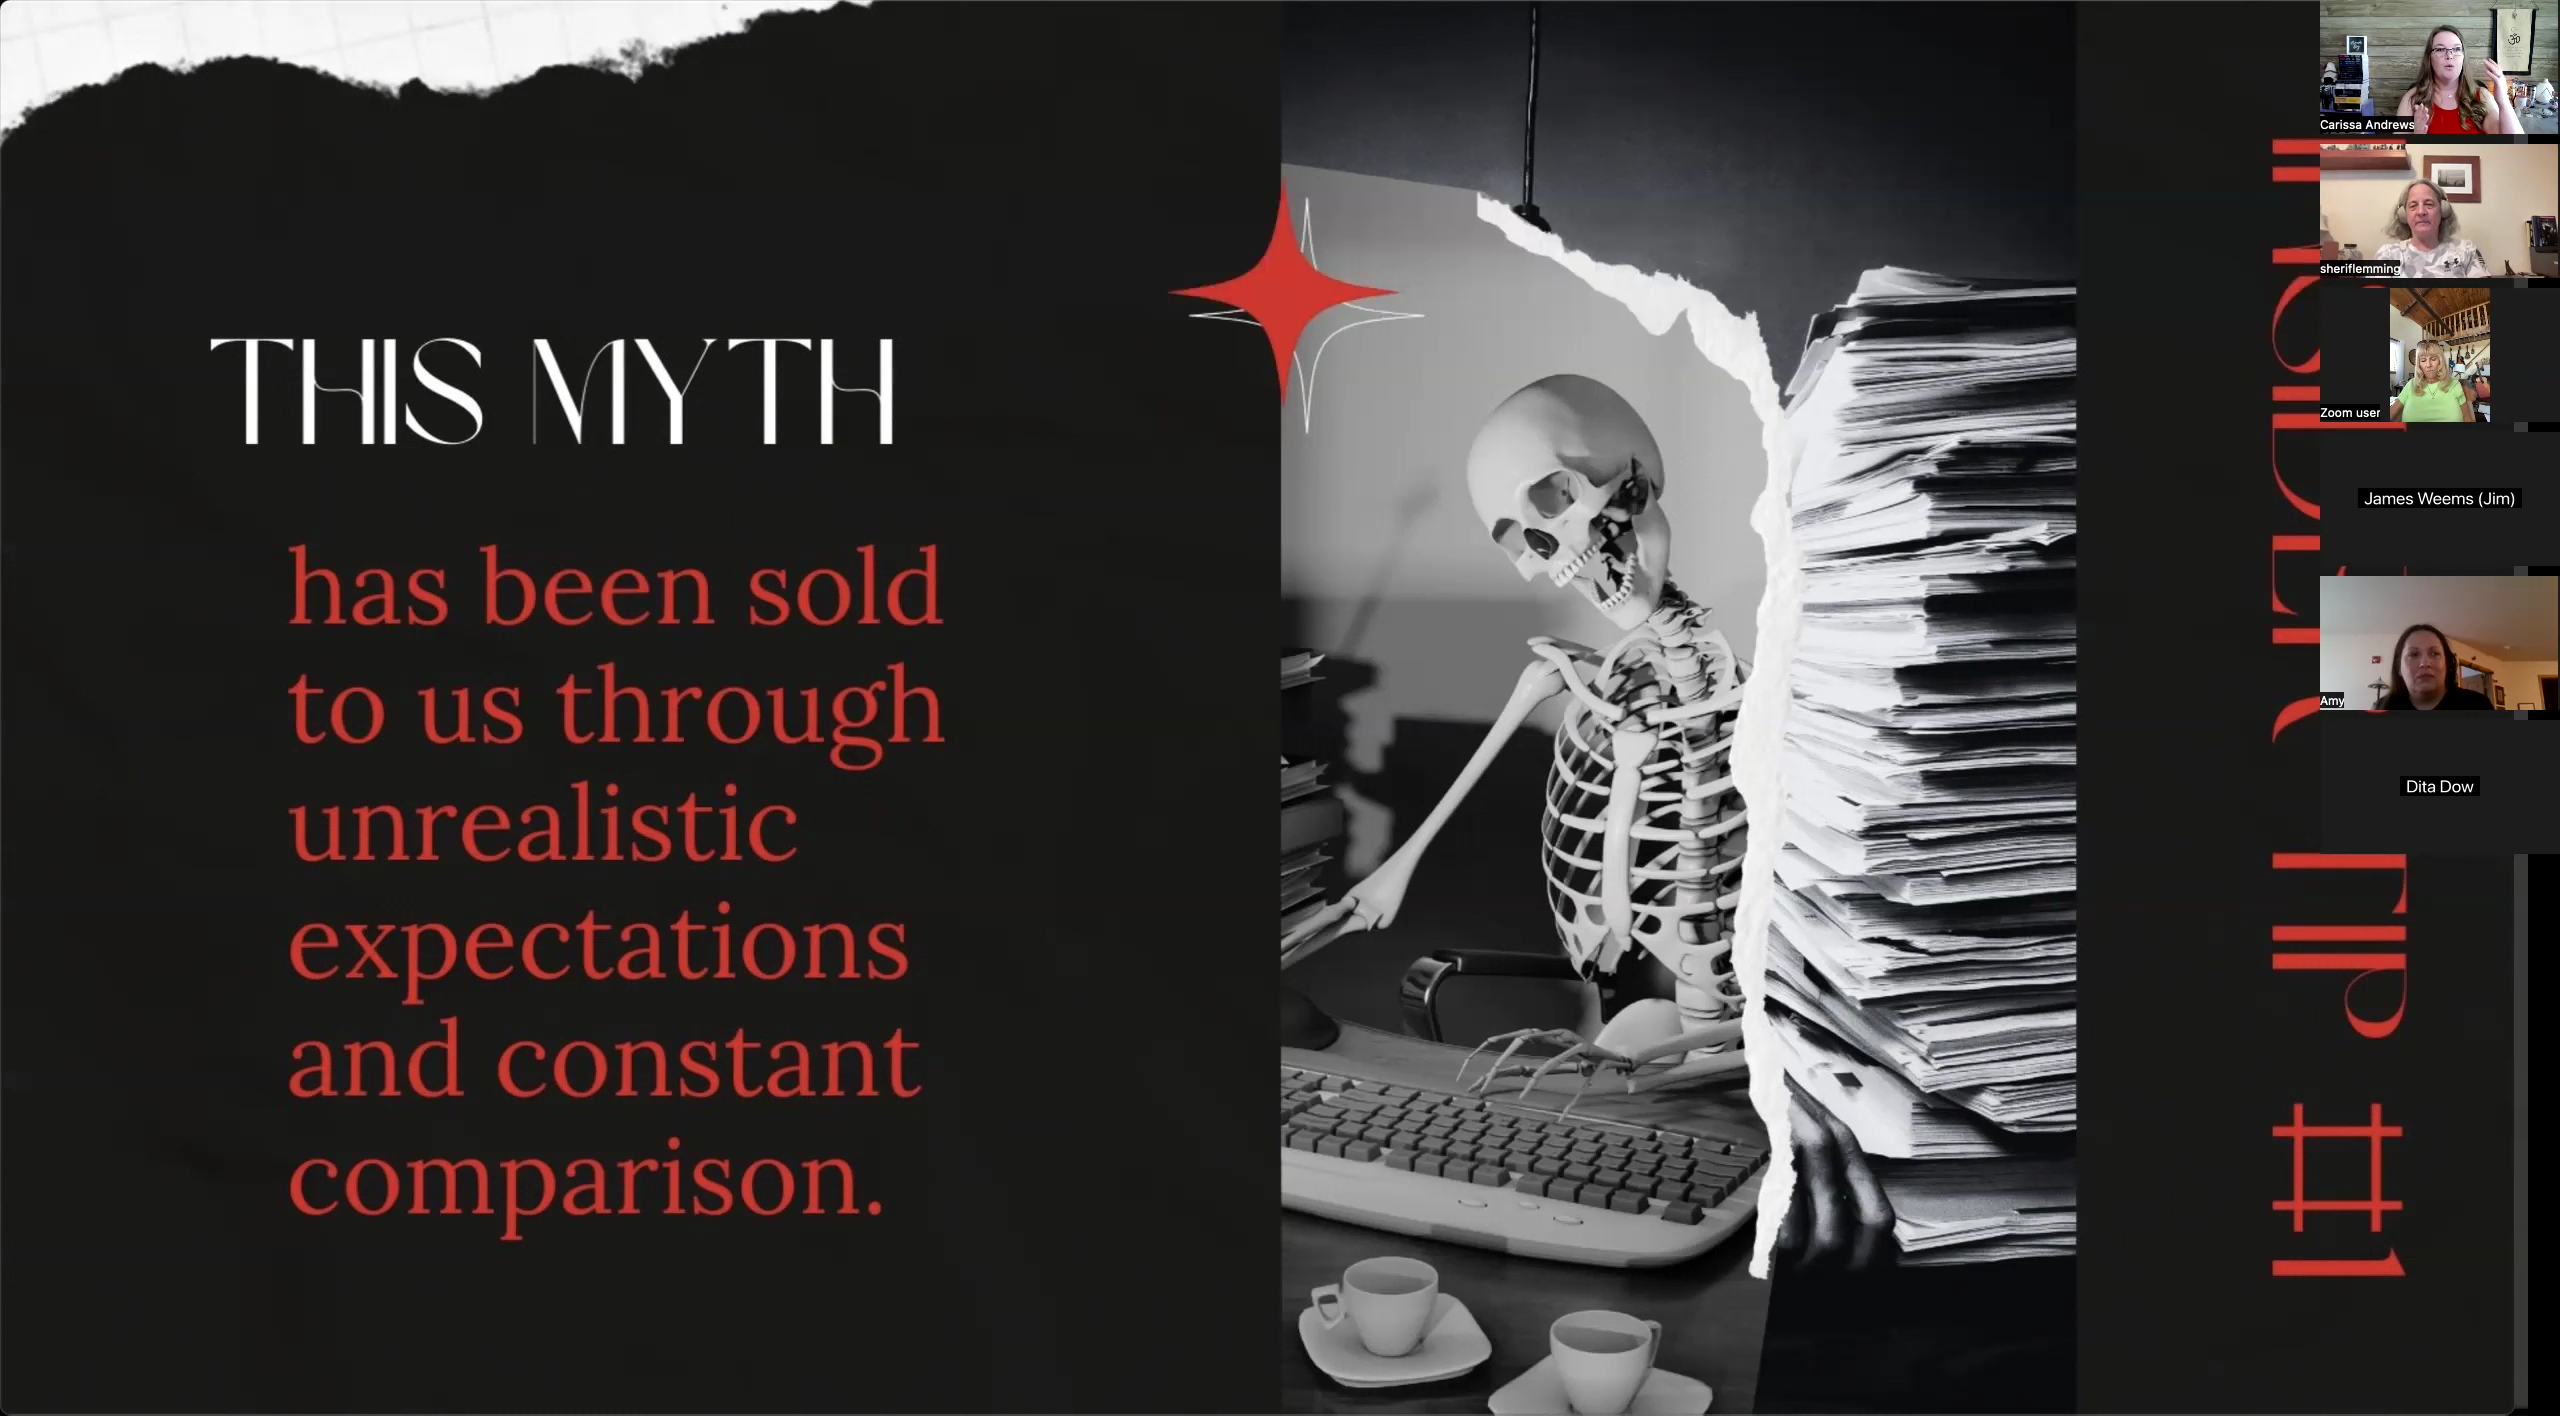 THIS MYTH
has been sold
to us through
unrealistic
expectations
and constant
comparison.
TIP #1
Carissa Andrews
sheriflemming
Zoom user
James Weems (Jim)
Amy
Dita Dow